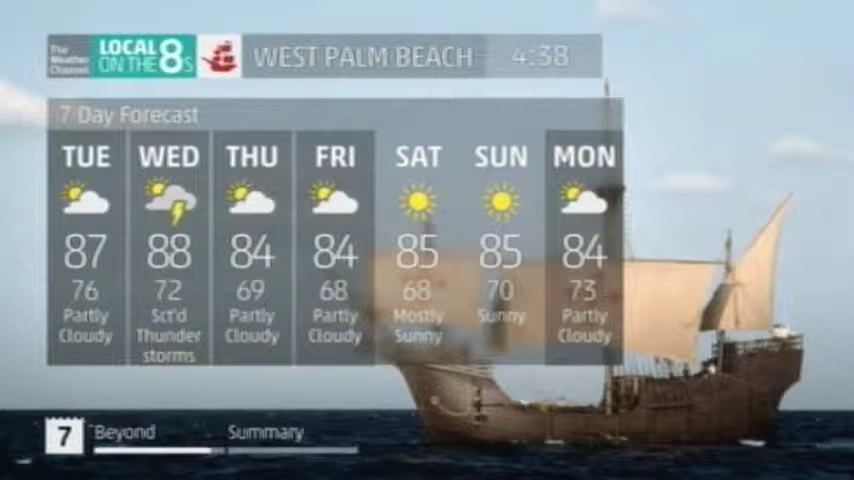 The
Weather
Channel
LOCAL
ON THE 8s
WEST PALM BEACH
4:38
7 Day Forecast
TUE WED THU FRI SAT SUN MON
87 88 84 84 85 85 84
76 72 69 68 68 70 73
Partly Sct'd Partly Partly Mostly Sunny Partly
Cloudy Thunder Cloudy Cloudy Sunny Cloudy
storms
7 Beyond Summary